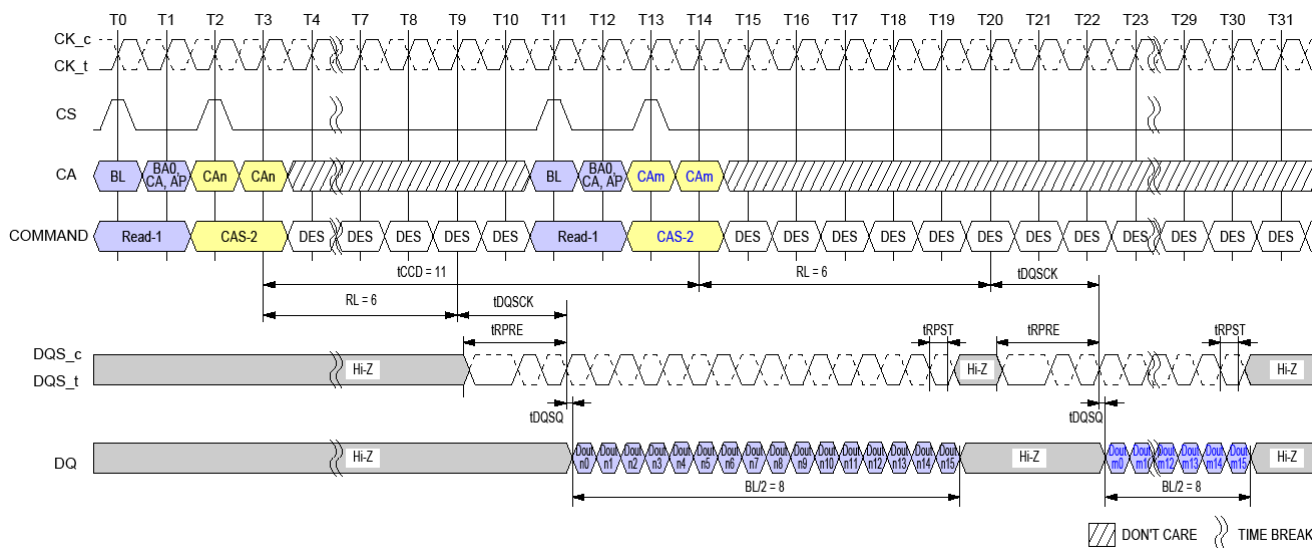 T0 T1 T2 T3 T4 T7 T8 T9 T10 T11 T12 T13 T14 T15 T16 T17 T18 T19 T20 T21 T22 T23 T29 T30 T31
CK_c
CK_t
CS
CA BL BA0, CA, AP CAn CAn BL BA0, CA, AP CAm CAm
COMMAND Read-1 CAS-2 DES DES DES DES DES Read-1 CAS-2 DES DES DES DES DES DES DES DES DES DES DES DES
tCCD = 11 RL = 6 tDQSCK
RL = 6 tDQSCK
tRPRE tRPST tRPRE tRPST
DQS_c
DQS_t
Hi-Z Hi-Z Hi-Z
tDQSQ tDQSQ
DQ Hi-Z Dout n0 Dout n1 Dout n2 Dout n3 Dout n4 Dout n5 Dout n6 Dout n7 Dout n8 Dout n9 Dout n10 Dout n11 Dout n12 Dout n13 Dout n14 Dout n15 Hi-Z Dout m0 Dout Dout m12 Dout m13 Dout m14 Dout m15 Hi-Z
BL/2 = 8 BL/2 = 8
DON'T CARE TIME BREAK